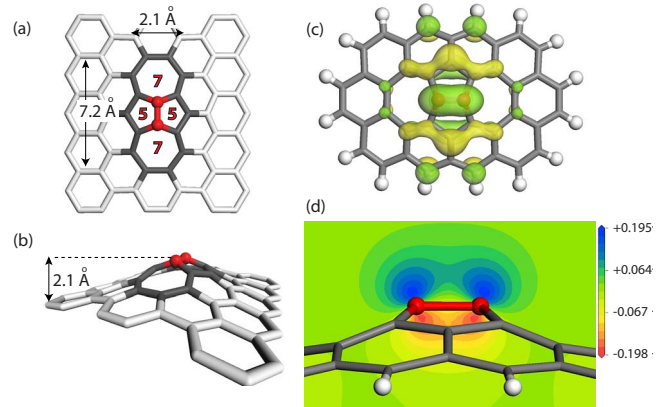 (a)
2.1 Å
7
7.2 Å
5 5
7
(b)
2.1 Å
(c)
(d)
+0.195
+0.064
-0.067
-0.198